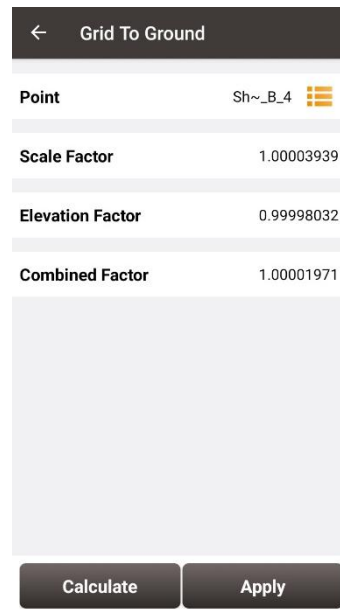 Grid To Ground
Point Sh~_B_4
Scale Factor 1.00003939
Elevation Factor 0.99998032
Combined Factor 1.00001971
Calculate Apply